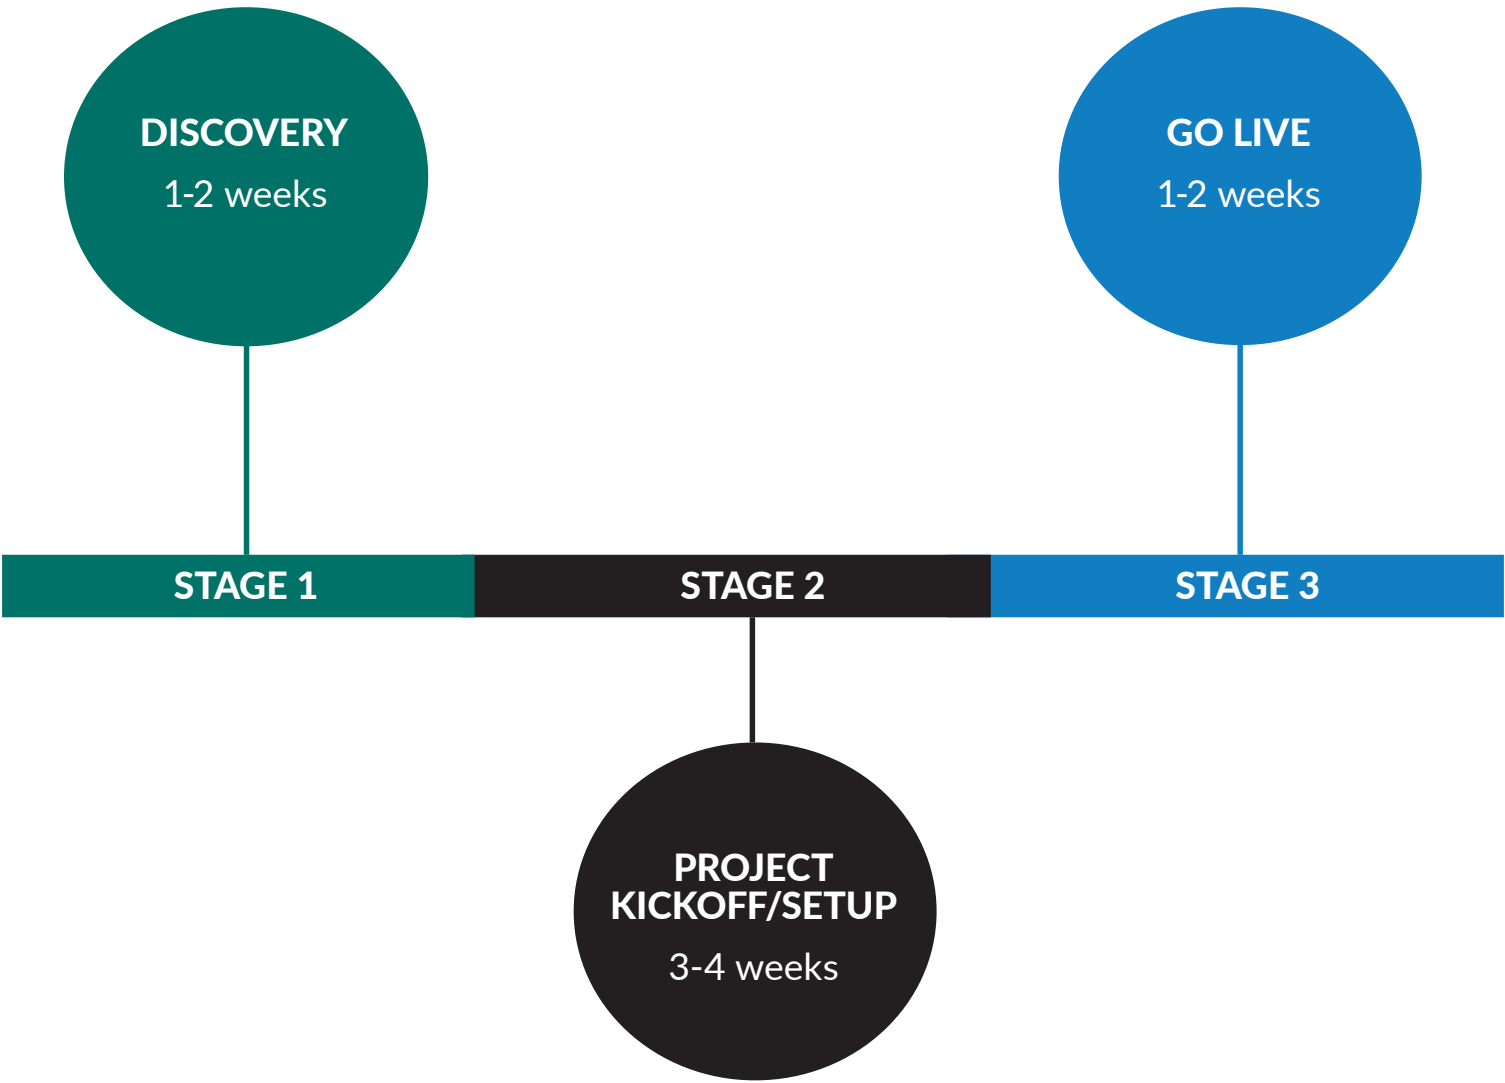 DISCOVERY
1-2 weeks
GO LIVE
1-2 weeks
STAGE 1
STAGE 2
STAGE 3
PROJECT
KICKOFF/SETUP
3-4 weeks